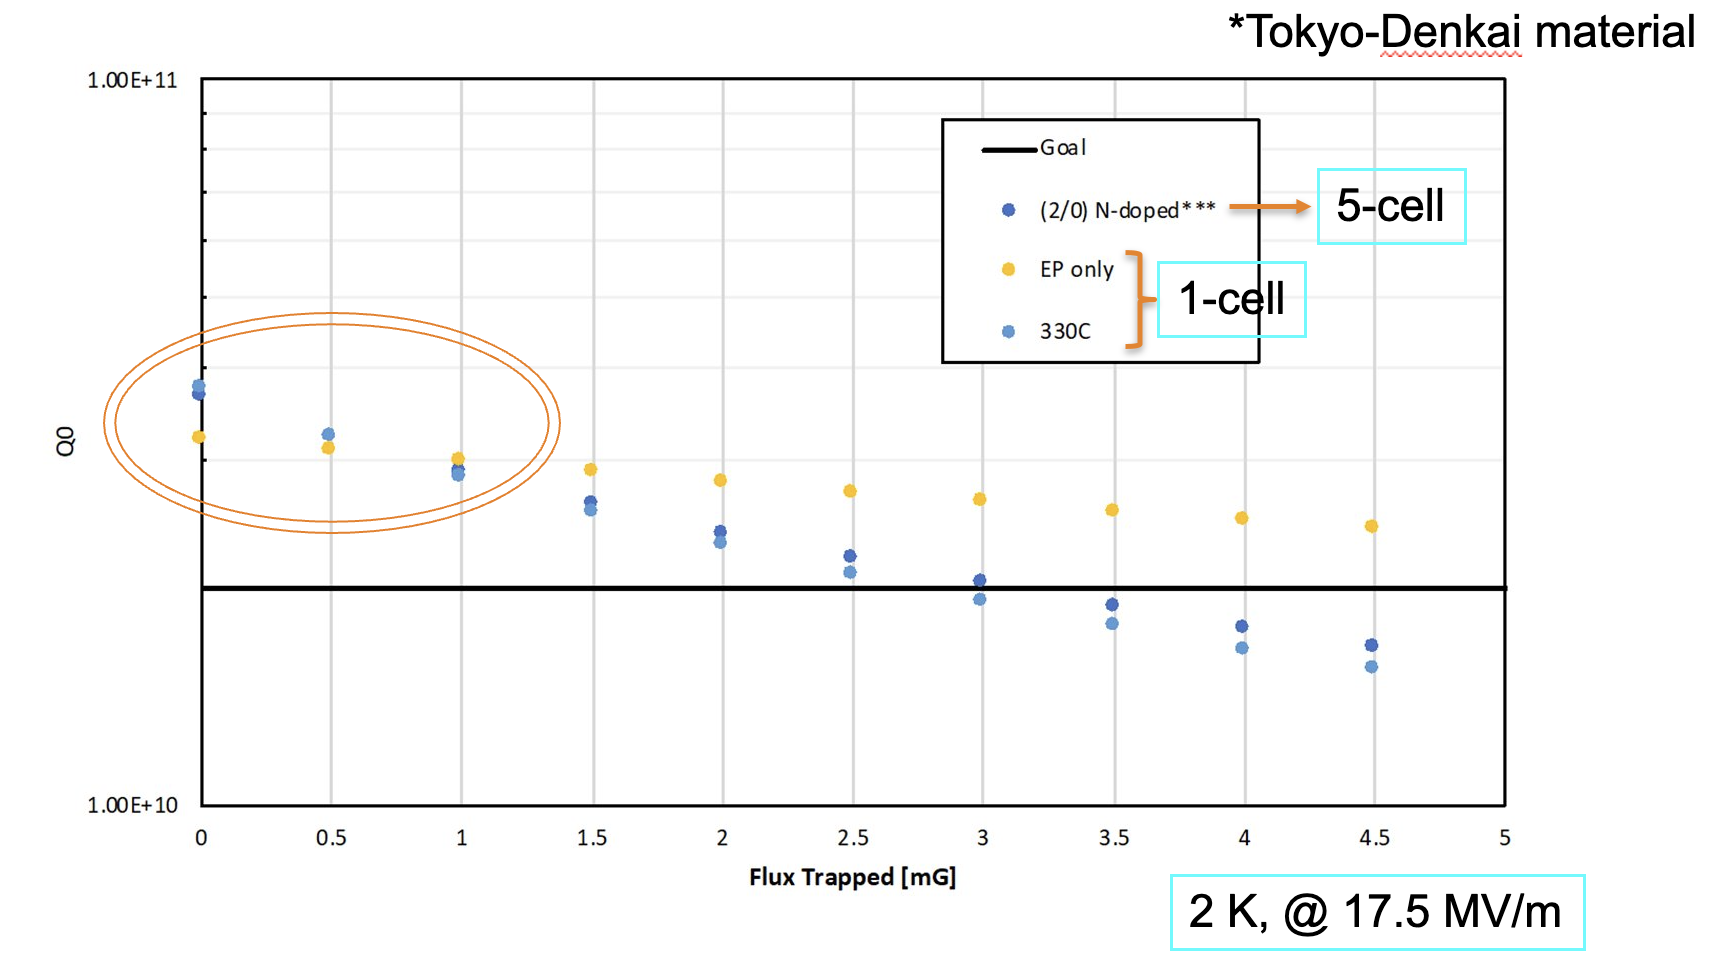 *Tokyo-Denkai material
1.00E+11
Goal
(2/0) N-doped***
5-cell
EP only
1-cell
330C
Q0
1.00E+10
0 0.5 1 1.5 2 2.5 3 3.5 4 4.5 5
Flux Trapped [mG]
2 K, @ 17.5 MV/m